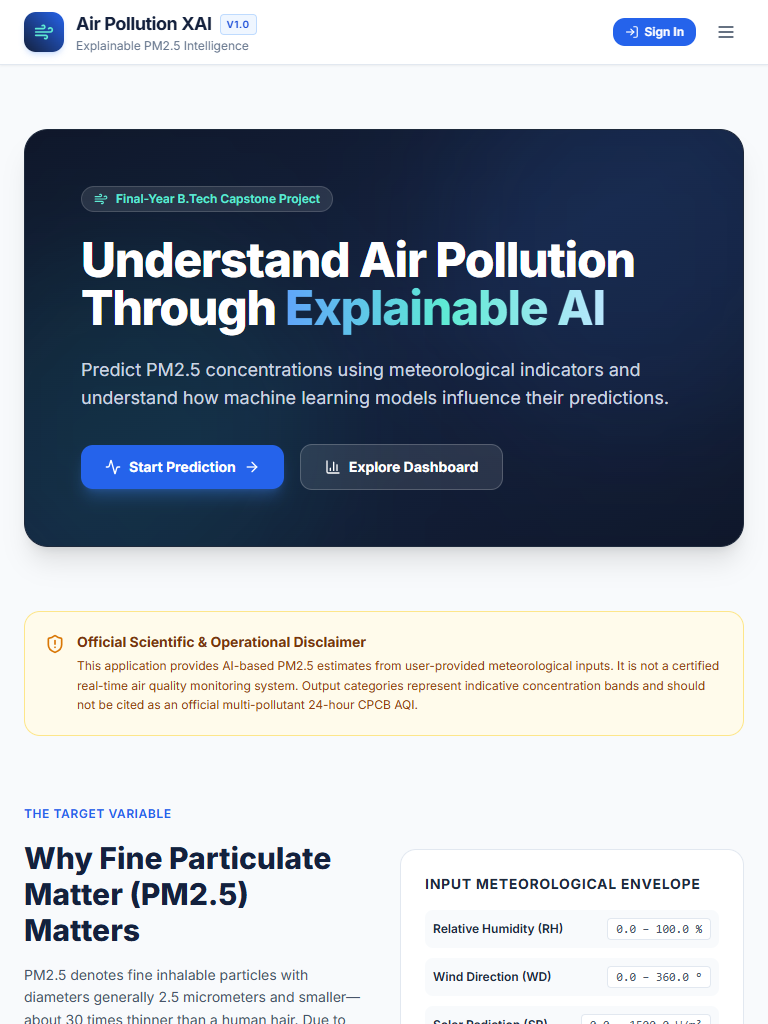 Air Pollution XAI V1.0
Explainable PM2.5 Intelligence
Sign In
Final-Year B.Tech Capstone Project
Understand Air Pollution
Through Explainable AI
Predict PM2.5 concentrations using meteorological indicators and
understand how machine learning models influence their predictions.
Start Prediction
Explore Dashboard
Official Scientific & Operational Disclaimer
This application provides AI-based PM2.5 estimates from user-provided meteorological inputs. It is not a certified
real-time air quality monitoring system. Output categories represent indicative concentration bands and should
not be cited as an official multi-pollutant 24-hour CPCB AQI.
THE TARGET VARIABLE
Why Fine Particulate
Matter (PM2.5)
Matters
PM2.5 denotes fine inhalable particles with
diameters generally 2.5 micrometers and smaller—
about 30 times thinner than a human hair. Due to
INPUT METEOROLOGICAL ENVELOPE
Relative Humidity (RH) 0.0 – 100.0 %
Wind Direction (WD) 0.0 – 360.0 °